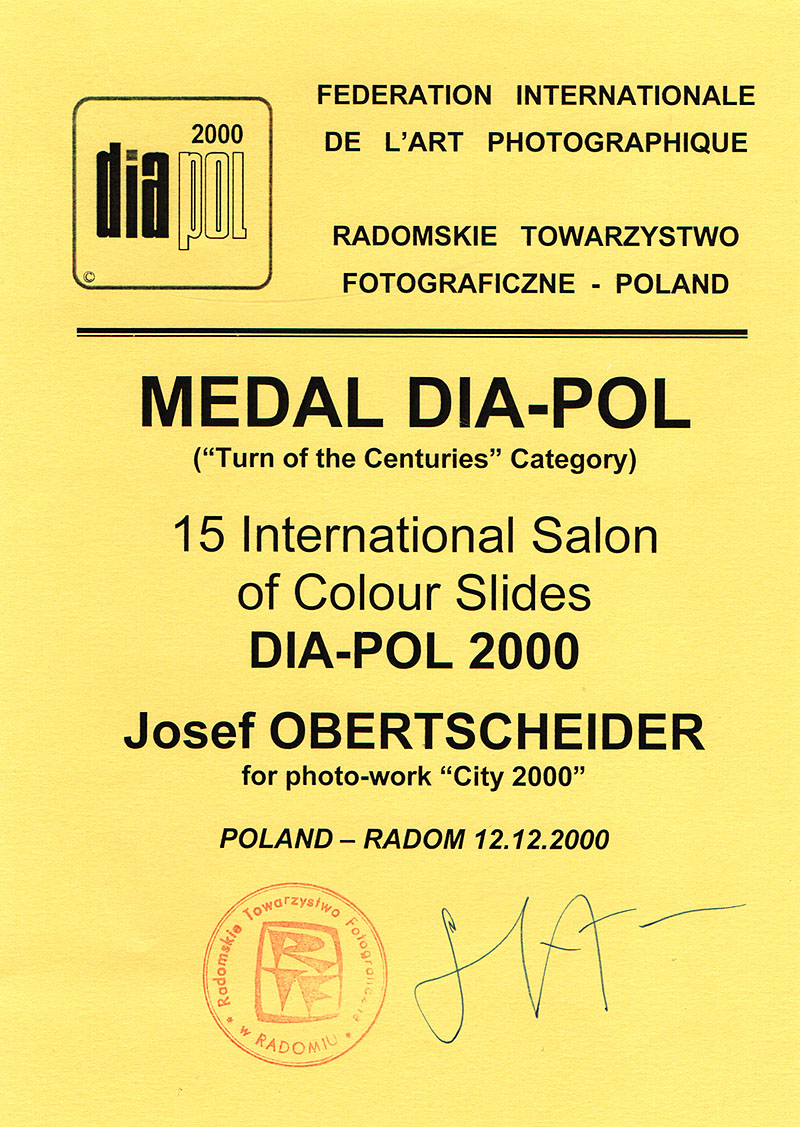 2000
dia pol
©
FEDERATION INTERNATIONALE
DE L’ART PHOTOGRAPHIQUE
RADOMSKIE TOWARZYSTWO
FOTOGRAFICZNE - POLAND
MEDAL DIA-POL
(“Turn of the Centuries” Category)
15 International Salon
of Colour Slides
DIA-POL 2000
Josef OBERTSCHEIDER
for photo-work “City 2000”
POLAND – RADOM 12.12.2000
Radomskie Towarzystwo Fotograficzne
RTF
* w RADOMIU *